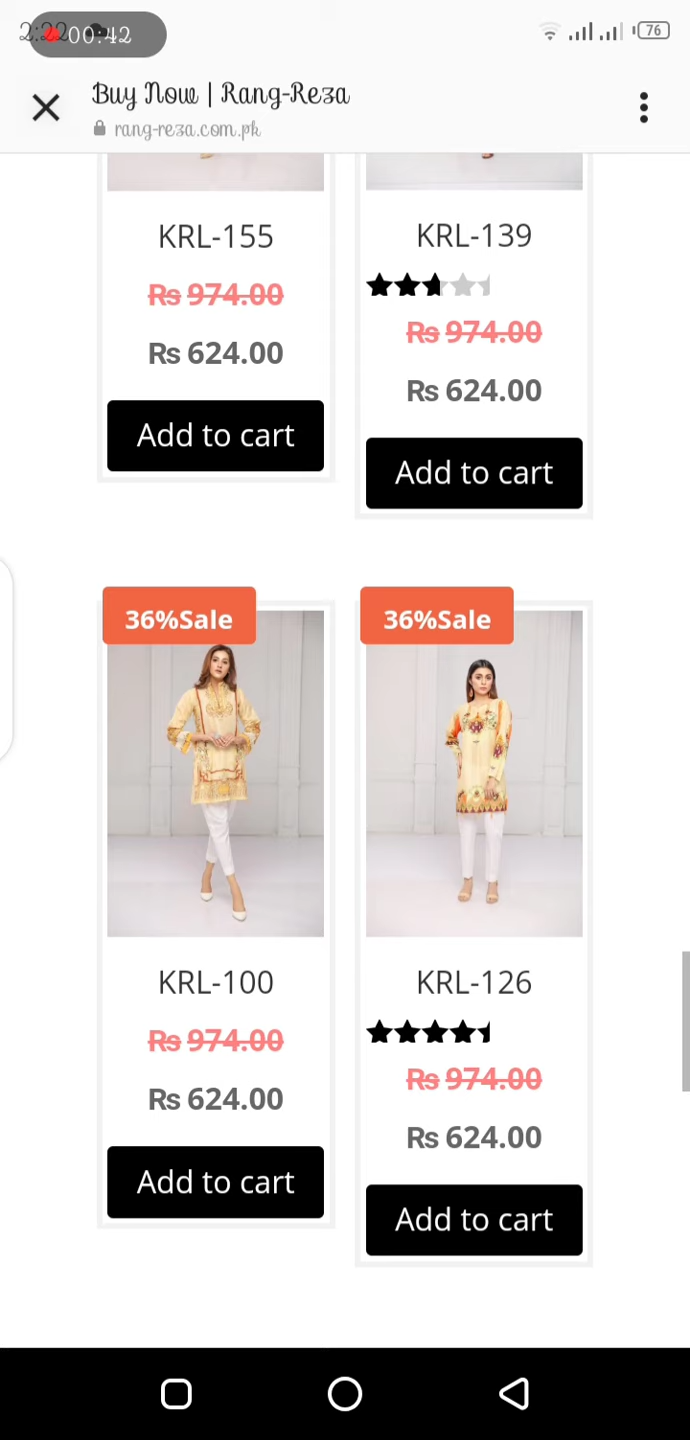 2:22 00:42 76
Buy Now | Rang-Reza
rang-reza.com.pk
KRL-155
₨ 974.00
₨ 624.00
Add to cart
KRL-139
₨ 974.00
₨ 624.00
Add to cart
36%Sale
KRL-100
₨ 974.00
₨ 624.00
Add to cart
36%Sale
KRL-126
₨ 974.00
₨ 624.00
Add to cart